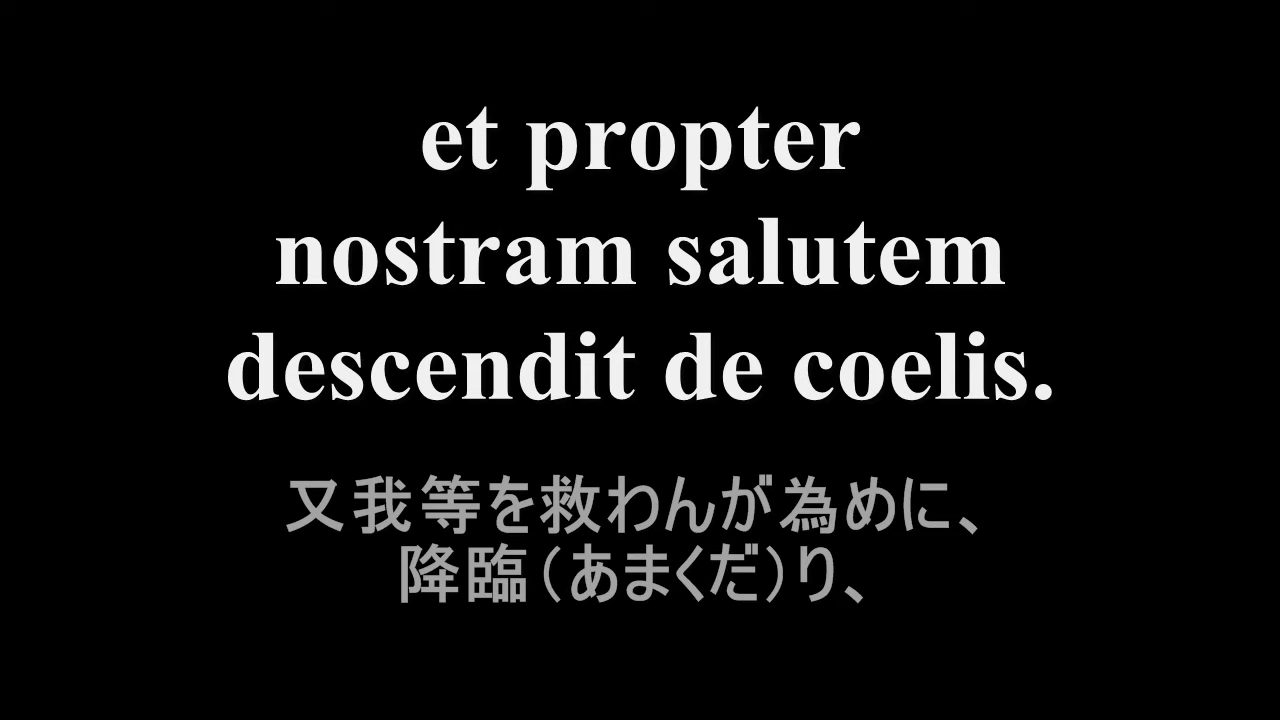 et propter
nostram salutem
descendit de coelis.
又我等を救わんが為めに、
降臨（あまくだ）り、